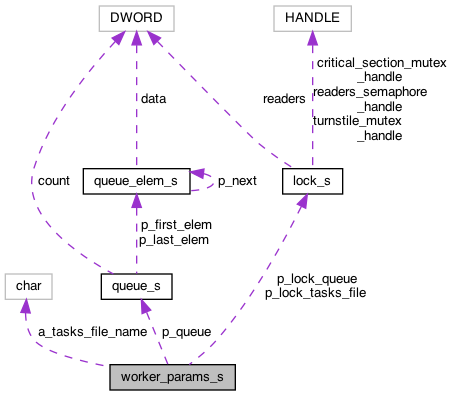 DWORD
HANDLE
critical_section_mutex
_handle
readers_semaphore
_handle
turnstile_mutex
_handle
data
readers
count
queue_elem_s
p_next
lock_s
p_first_elem
p_last_elem
char
queue_s
p_lock_queue
p_lock_tasks_file
a_tasks_file_name
p_queue
worker_params_s